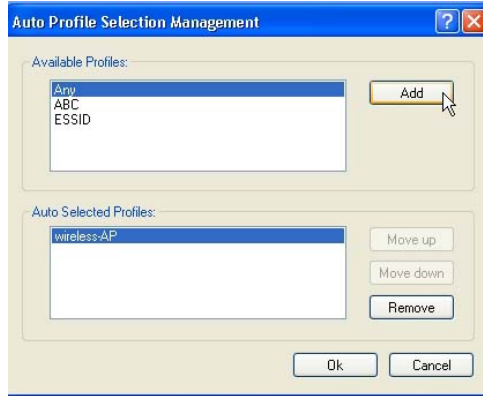 Auto Profile Selection Management
Available Profiles:
Any
ABC
ESSID
Add
Auto Selected Profiles:
wireless-AP
Move up
Move down
Remove
Ok
Cancel